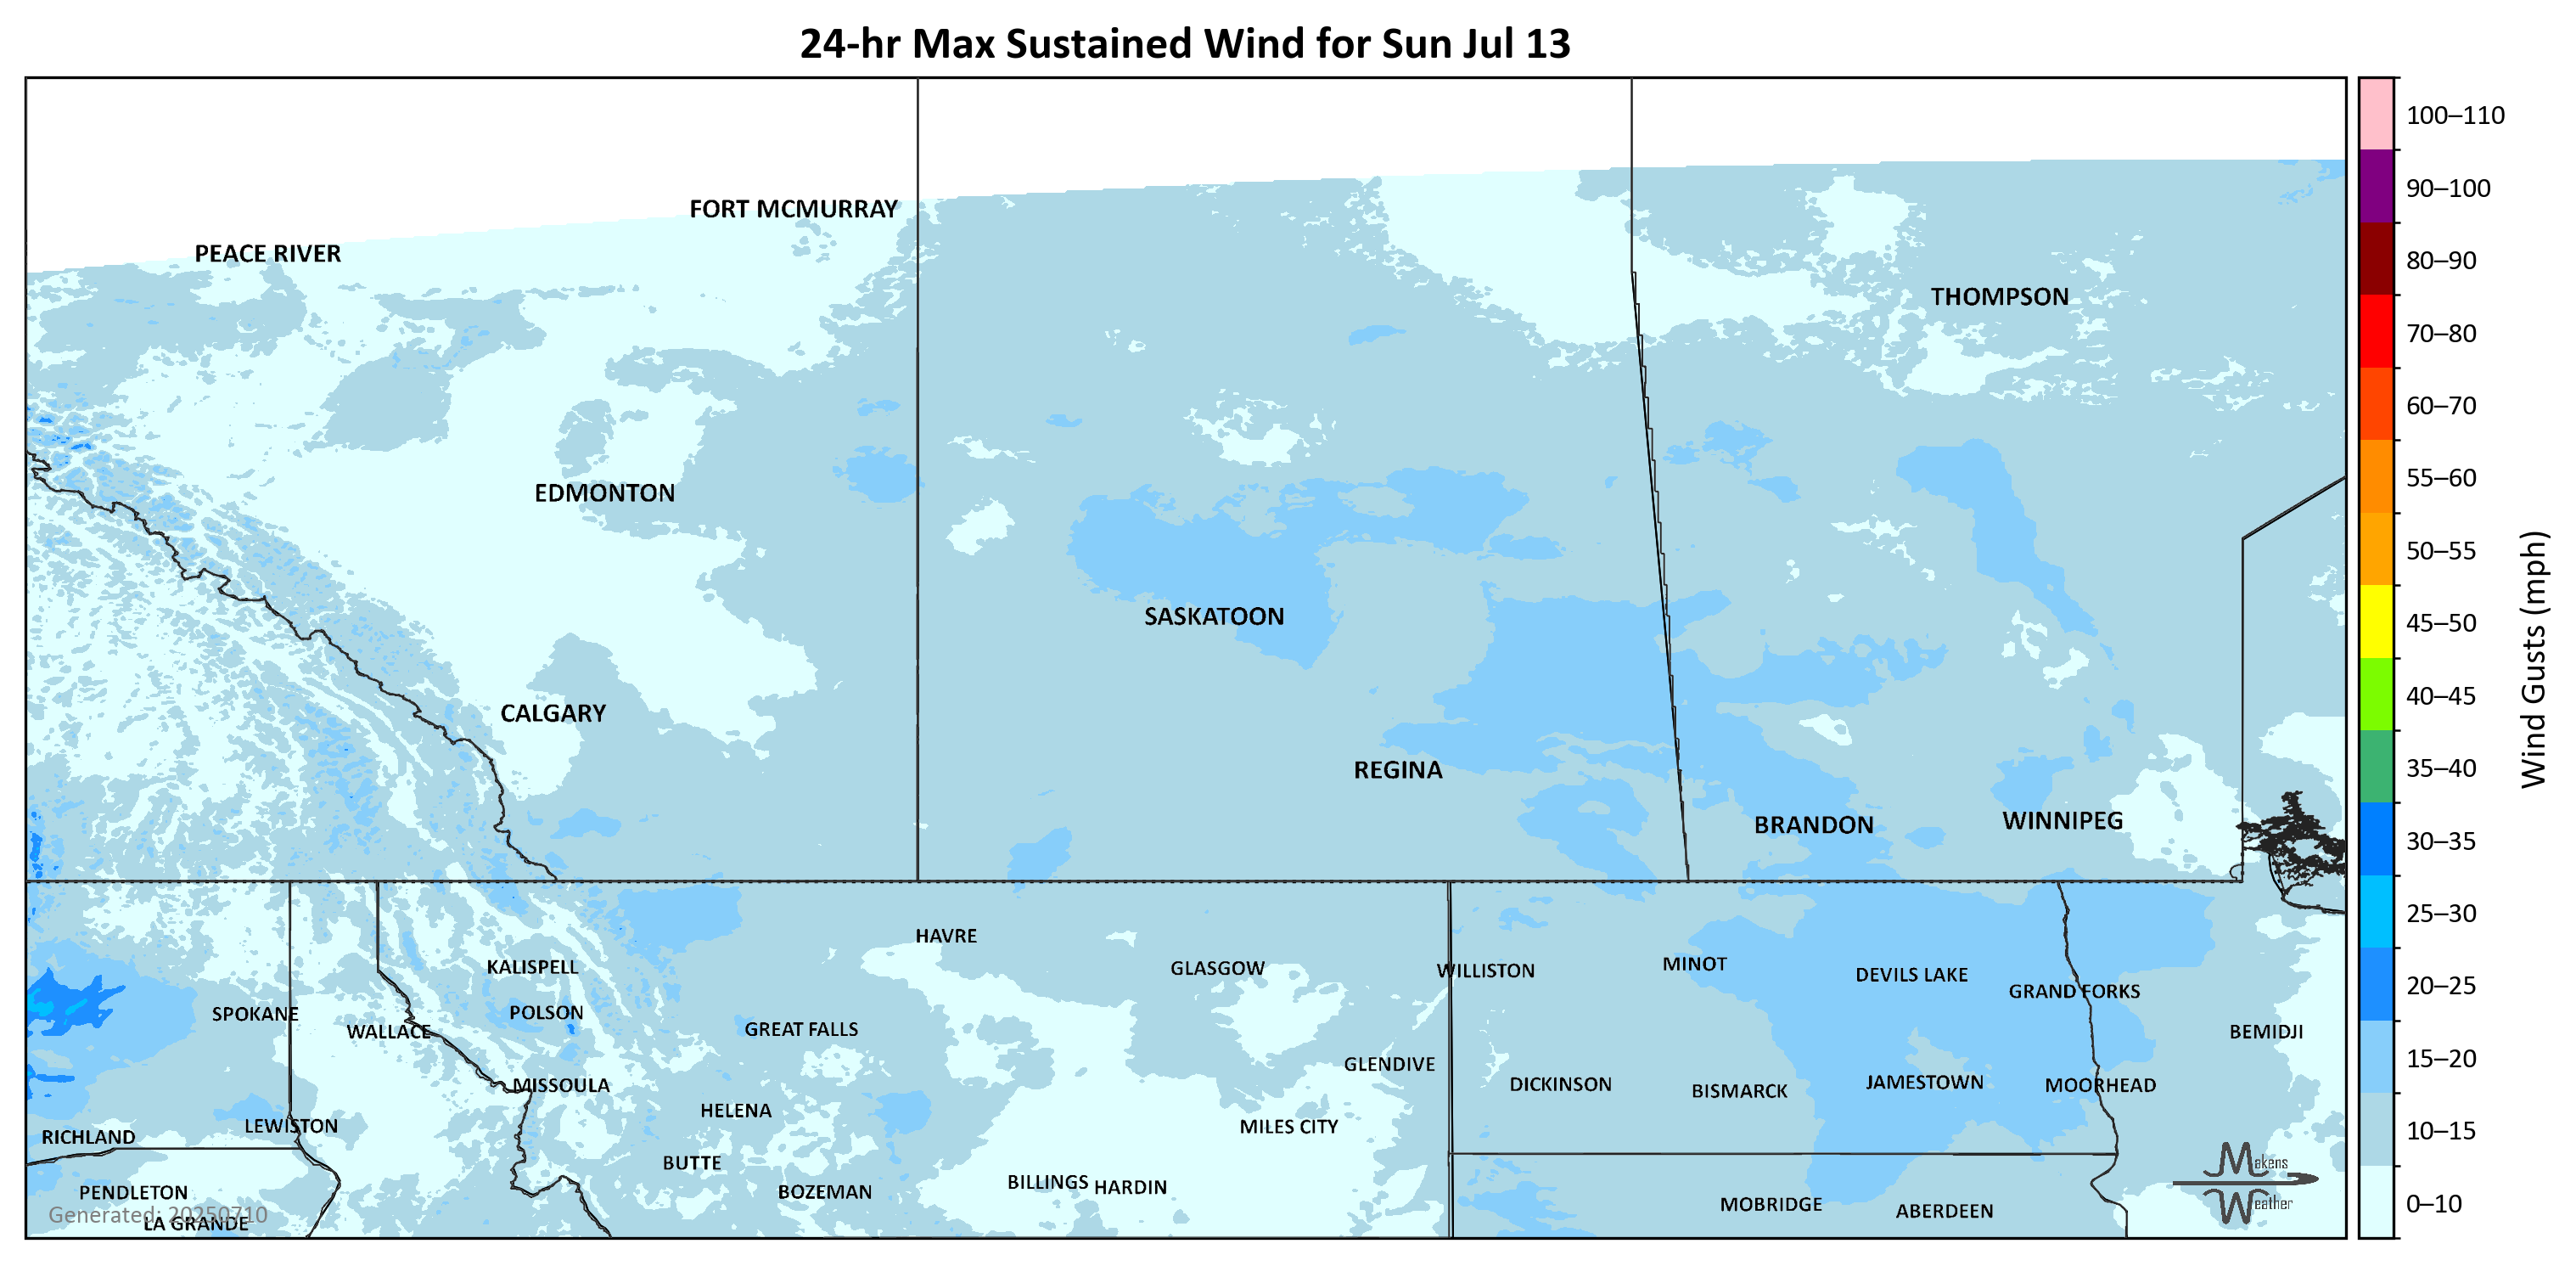 24-hr Max Sustained Wind for Sun Jul 13
100–110
90–100
80–90
70–80
60–70
55–60
50–55
45–50
40–45
35–40
30–35
25–30
20–25
15–20
10–15
0–10
Wind Gusts (mph)
FORT MCMURRAY
PEACE RIVER
THOMPSON
EDMONTON
SASKATOON
CALGARY
REGINA
BRANDON
WINNIPEG
HAVRE
KALISPELL
GLASGOW
WILLISTON
MINOT
DEVILS LAKE
GRAND FORKS
SPOKANE
POLSON
WALLACE
GREAT FALLS
BEMIDJI
GLENDIVE
MISSOULA
DICKINSON
BISMARCK
JAMESTOWN
MOORHEAD
HELENA
LEWISTON
MILES CITY
RICHLAND
BUTTE
BILLINGS
HARDIN
PENDLETON
BOZEMAN
MOBRIDGE
ABERDEEN
Generated: 20250710
LA GRANDE
Makens
Weather